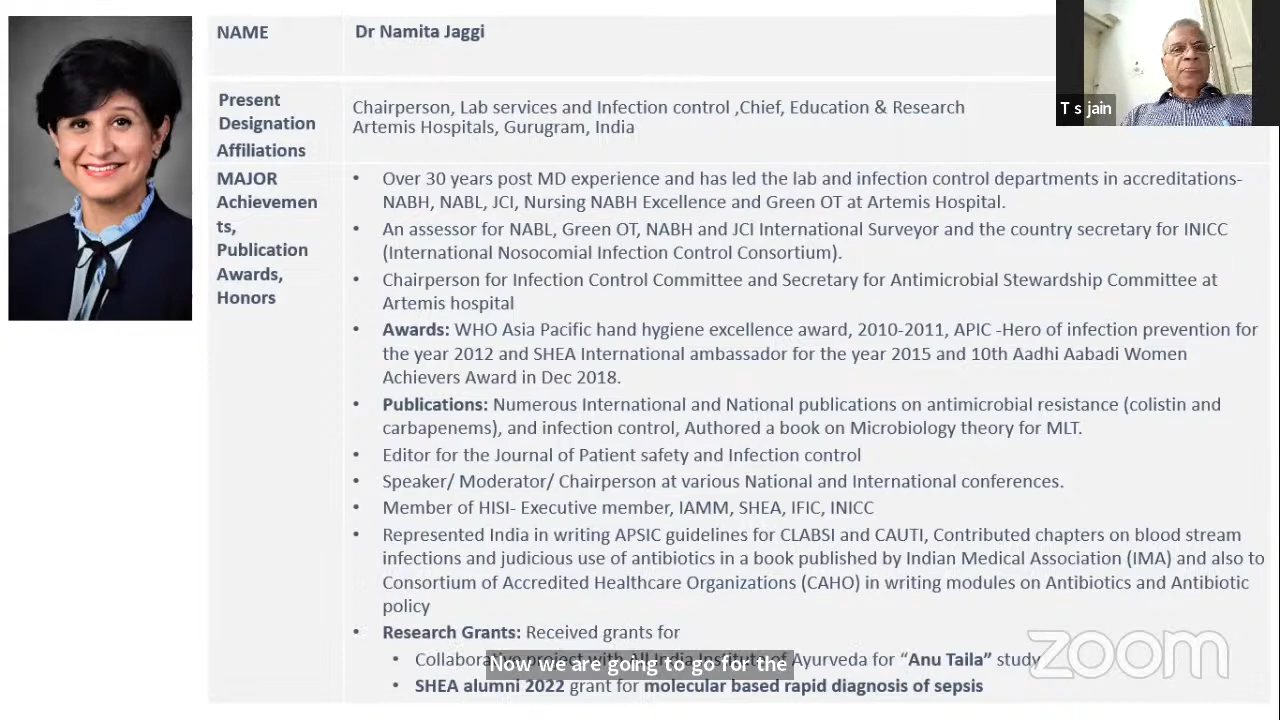 NAME
Dr Namita Jaggi
T s jain
Present
Designation
Affiliations
Chairperson, Lab services and Infection control ,Chief, Education & Research
Artemis Hospitals, Gurugram, India
MAJOR
Achievemen
ts,
Publication
Awards,
Honors
• Over 30 years post MD experience and has led the lab and infection control departments in accreditations-
NABH, NABL, JCI, Nursing NABH Excellence and Green OT at Artemis Hospital.
• An assessor for NABL, Green OT, NABH and JCI International Surveyor and the country secretary for INICC
(International Nosocomial Infection Control Consortium).
• Chairperson for Infection Control Committee and Secretary for Antimicrobial Stewardship Committee at
Artemis hospital
• Awards: WHO Asia Pacific hand hygiene excellence award, 2010-2011, APIC -Hero of infection prevention for
the year 2012 and SHEA International ambassador for the year 2015 and 10th Aadhi Aabadi Women
Achievers Award in Dec 2018.
• Publications: Numerous International and National publications on antimicrobial resistance (colistin and
carbapenems), and infection control, Authored a book on Microbiology theory for MLT.
• Editor for the Journal of Patient safety and Infection control
• Speaker/ Moderator/ Chairperson at various National and International conferences.
• Member of HISI- Executive member, IAMM, SHEA, IFIC, INICC
• Represented India in writing APSIC guidelines for CLABSI and CAUTI, Contributed chapters on blood stream
infections and judicious use of antibiotics in a book published by Indian Medical Association (IMA) and also to
Consortium of Accredited Healthcare Organizations (CAHO) in writing modules on Antibiotics and Antibiotic
policy
• Research Grants: Received grants for
• Collaborative project with All India Institute of Ayurveda for “Anu Taila” study
Now we are going to go for the
• SHEA alumni 2022 grant for molecular based rapid diagnosis of sepsis
zoom